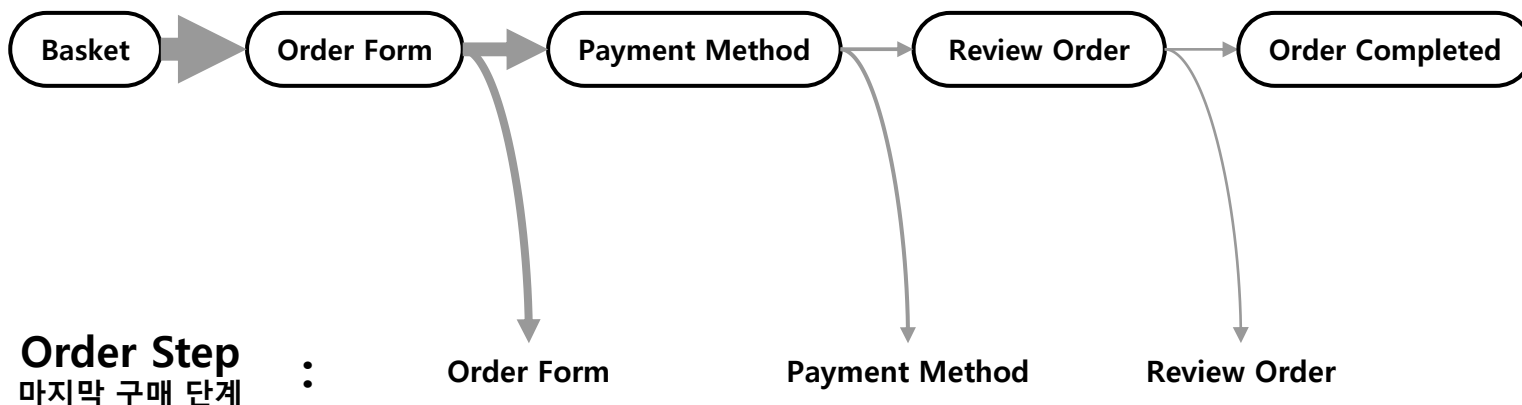 Basket
Order Form
Payment Method
Review Order
Order Completed
Order Step
마지막 구매 단계
:
Order Form
Payment Method
Review Order